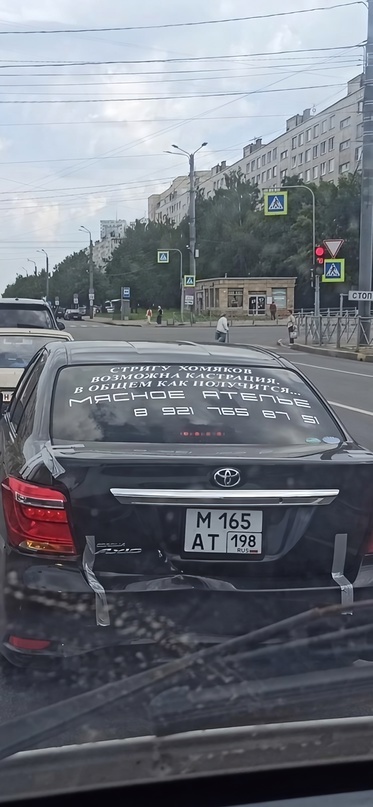 СТОП
СТРИГУ ХОМЯКОВ
ВОЗМОЖНА КАСТРАЦИЯ.
В ОБЩЕМ КАК ПОЛУЧИТСЯ...
МЯСНОЕ АТЕЛЬЕ
8 921 765 87 51
М 165
АТ 198
RUS
AXIO